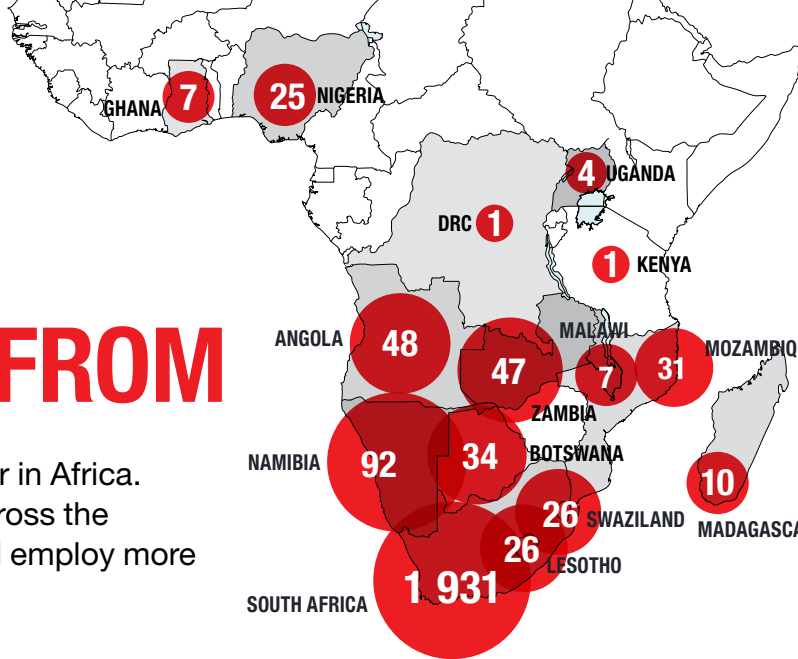 GHANA 7
25 NIGERIA
4 UGANDA
DRC 1
1 KENYA
ANGOLA 48
47
ZAMBIA
MALAWI
7
31 MOZAMBIQ
FROM
NAMIBIA 92
34 BOTSWANA
10
MADAGASCA
26 SWAZILAND
26 LESOTHO
SOUTH AFRICA 1 931
r in Africa.
ross the
l employ more